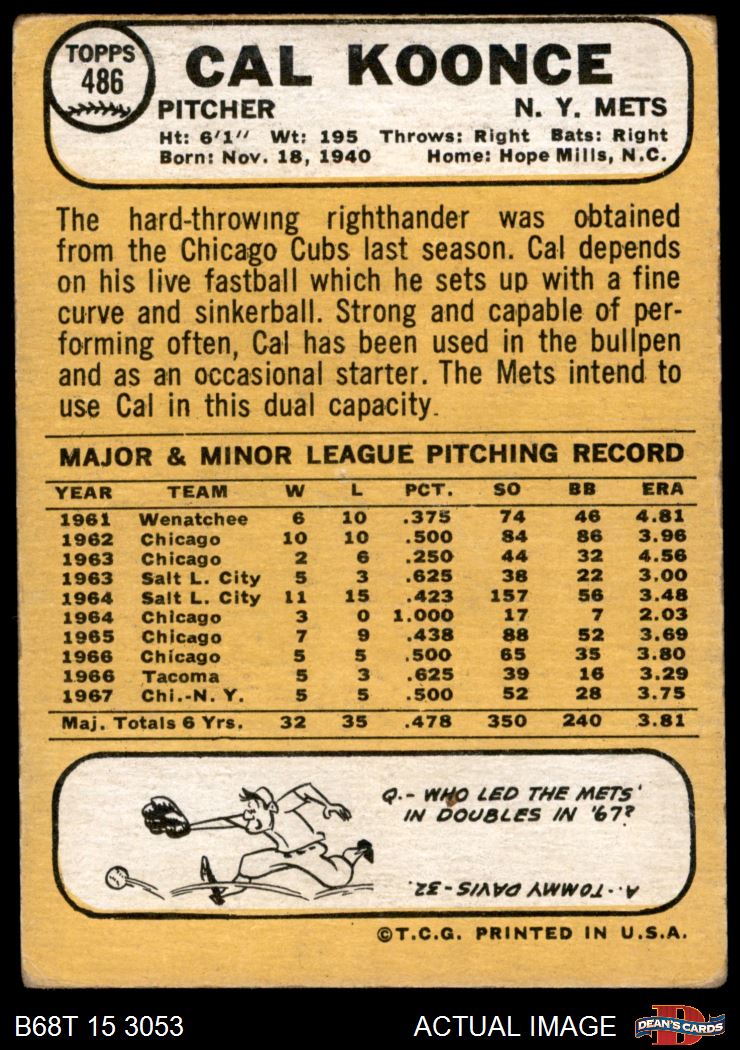 TOPPS
486
CAL KOONCE
PITCHER N. Y. METS
Ht: 6'1" Wt: 195 Throws: Right Bats: Right
Born: Nov. 18, 1940 Home: Hope Mills, N.C.
The hard-throwing righthander was obtained
from the Chicago Cubs last season. Cal depends
on his live fastball which he sets up with a fine
curve and sinkerball. Strong and capable of per-
forming often, Cal has been used in the bullpen
and as an occasional starter. The Mets intend to
use Cal in this dual capacity.
MAJOR & MINOR LEAGUE PITCHING RECORD
YEAR TEAM W L PCT. SO BB ERA
1961 Wenatchee 6 10 .375 74 46 4.81
1962 Chicago 10 10 .500 84 86 3.96
1963 Chicago 2 6 .250 44 32 4.56
1963 Salt L. City 5 3 .625 38 22 3.00
1964 Salt L. City 11 15 .423 157 56 3.48
1964 Chicago 3 0 1.000 17 7 2.03
1965 Chicago 7 9 .438 88 52 3.69
1966 Chicago 5 5 .500 65 35 3.80
1966 Tacoma 5 3 .625 39 16 3.29
1967 Chi.-N. Y. 5 5 .500 52 28 3.75
Maj. Totals 6 Yrs. 32 35 .478 350 240 3.81
Q.- WHO LED THE METS'
IN DOUBLES IN '67?
A.- TOMMY DAVIS-32.
©T.C.G. PRINTED IN U.S.A.
B68T 15 3053 ACTUAL IMAGE D DEAN'S CARDS